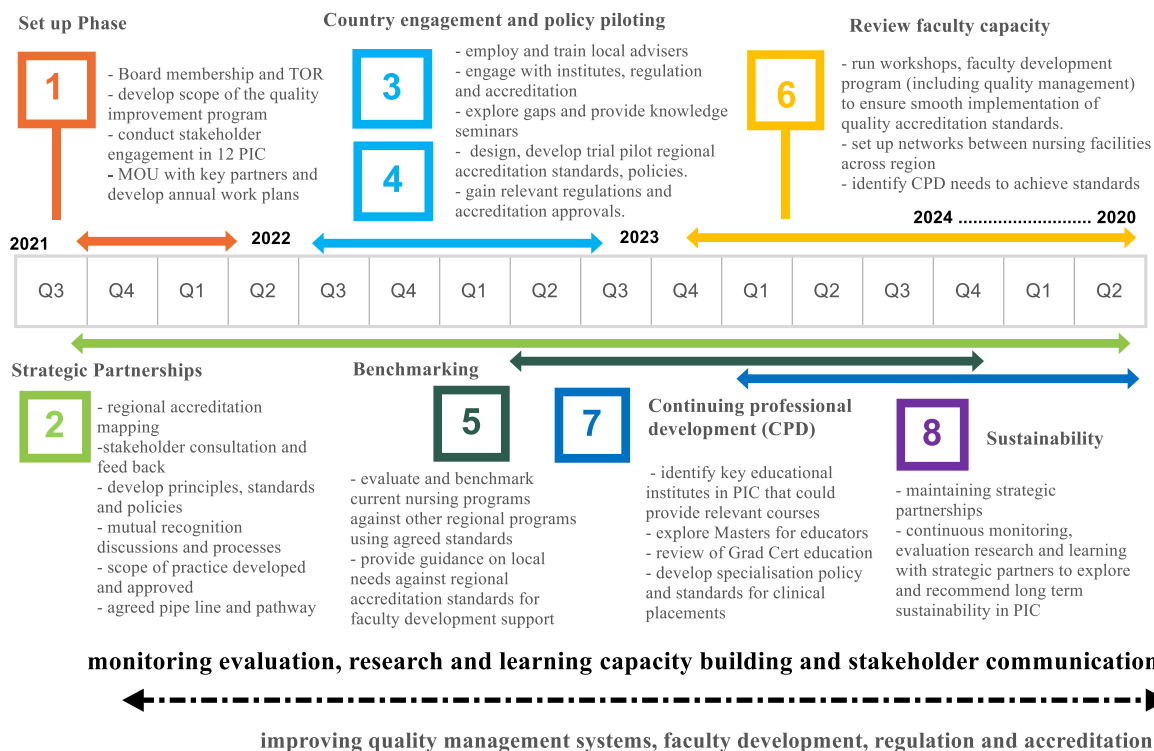 Set up Phase
1
- Board membership and TOR
- develop scope of the quality
improvement program
- conduct stakeholder
engagement in 12 PIC
- MOU with key partners and
develop annual work plans
Country engagement and policy piloting
3
4
- employ and train local advisers
- engage with institutes, regulation
and accreditation
- explore gaps and provide knowledge
seminars
- design, develop trial pilot regional
accreditation standards, policies.
- gain relevant regulations and
accreditation approvals.
Review faculty capacity
6
- run workshops, faculty development
program (including quality management)
to ensure smooth implementation of
quality accreditation standards.
- set up networks between nursing facilities
across region
- identify CPD needs to achieve standards
2021
2022
2023
2024 ............................ 2020
Q3 Q4 Q1 Q2 Q3 Q4 Q1 Q2 Q3 Q4 Q1 Q2 Q3 Q4 Q1 Q2
Strategic Partnerships
2
- regional accreditation
mapping
-stakeholder consultation and
feed back
- develop principles, standards
and policies
- mutual recognition
discussions and processes
- scope of practice developed
and approved
- agreed pipe line and pathway
Benchmarking
5
- evaluate and benchmark
current nursing programs
against other regional programs
using agreed standards
- provide guidance on local
needs against regional
accreditation standards for
faculty development support
7
Continuing professional
development (CPD)
- identify key educational
institutes in PIC that could
provide relevant courses
- explore Masters for educators
- review of Grad Cert education
- develop specialisation policy
and standards for clinical
placements
8
Sustainability
- maintaining strategic
partnerships
- continuous monitoring,
evaluation research and learning
with strategic partners to explore
and recommend long term
sustainability in PIC
monitoring evaluation, research and learning capacity building and stakeholder communication
improving quality management systems, faculty development, regulation and accreditation